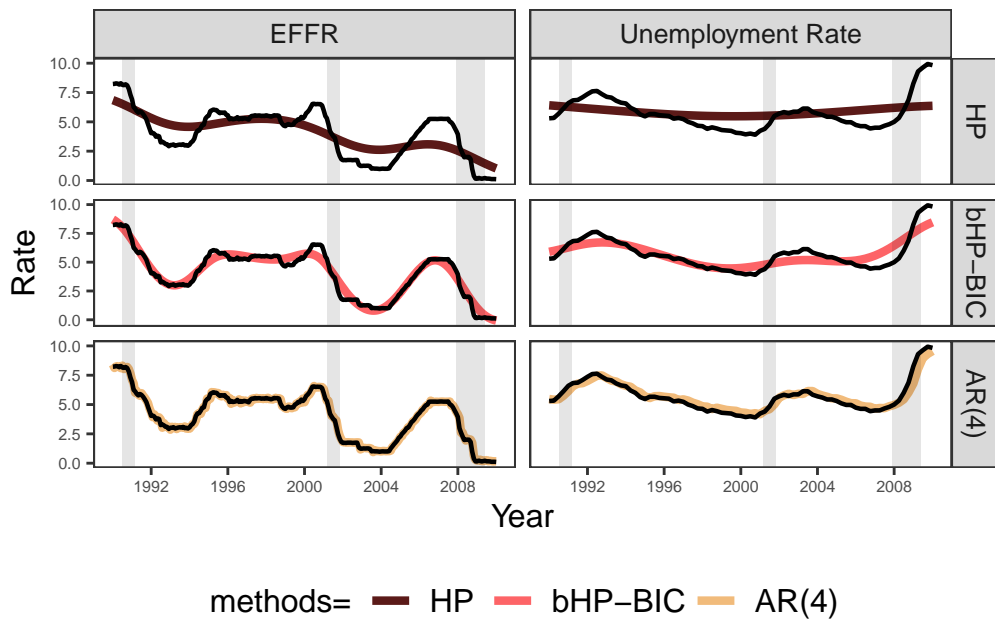 EFFR Unemployment Rate
Rate
10.0
7.5
5.0
2.5
0.0
HP
10.0
7.5
5.0
2.5
0.0
bHP−BIC
10.0
7.5
5.0
2.5
0.0
AR(4)
1992 1996 2000 2004 2008 1992 1996 2000 2004 2008
Year
methods= HP bHP−BIC AR(4)